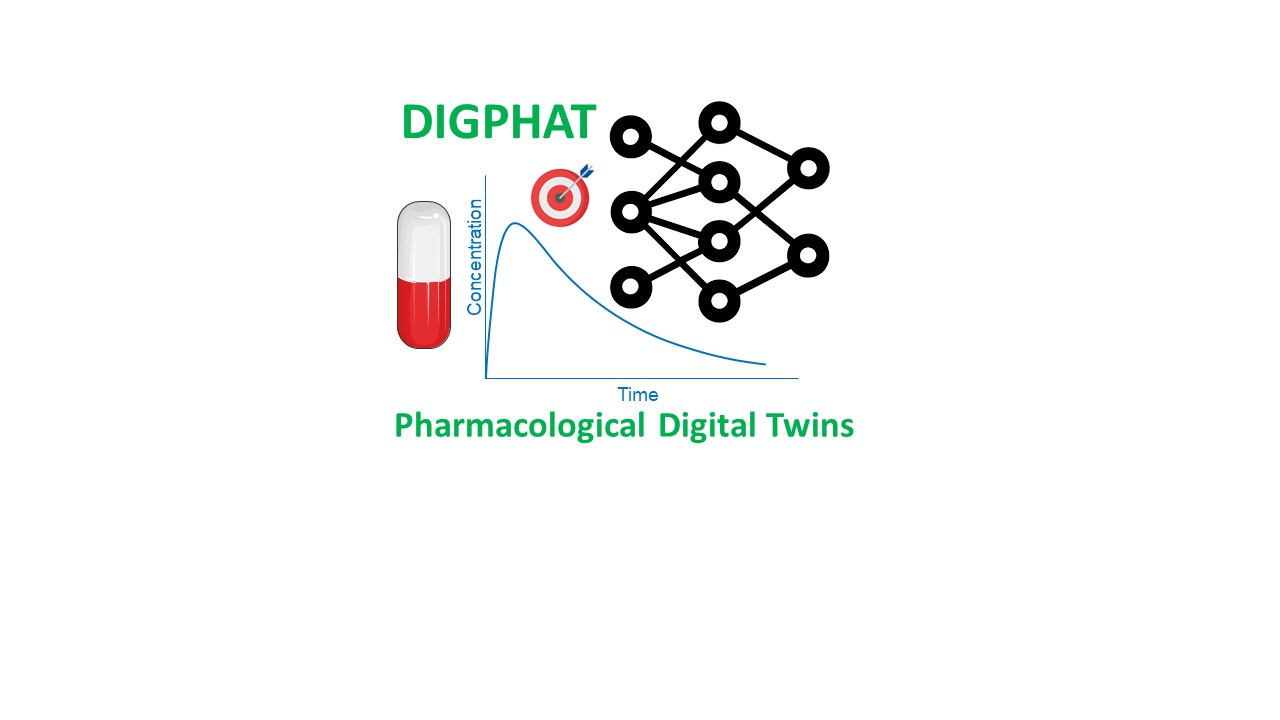 DIGPHAT
Concentration
Time
Pharmacological Digital Twins